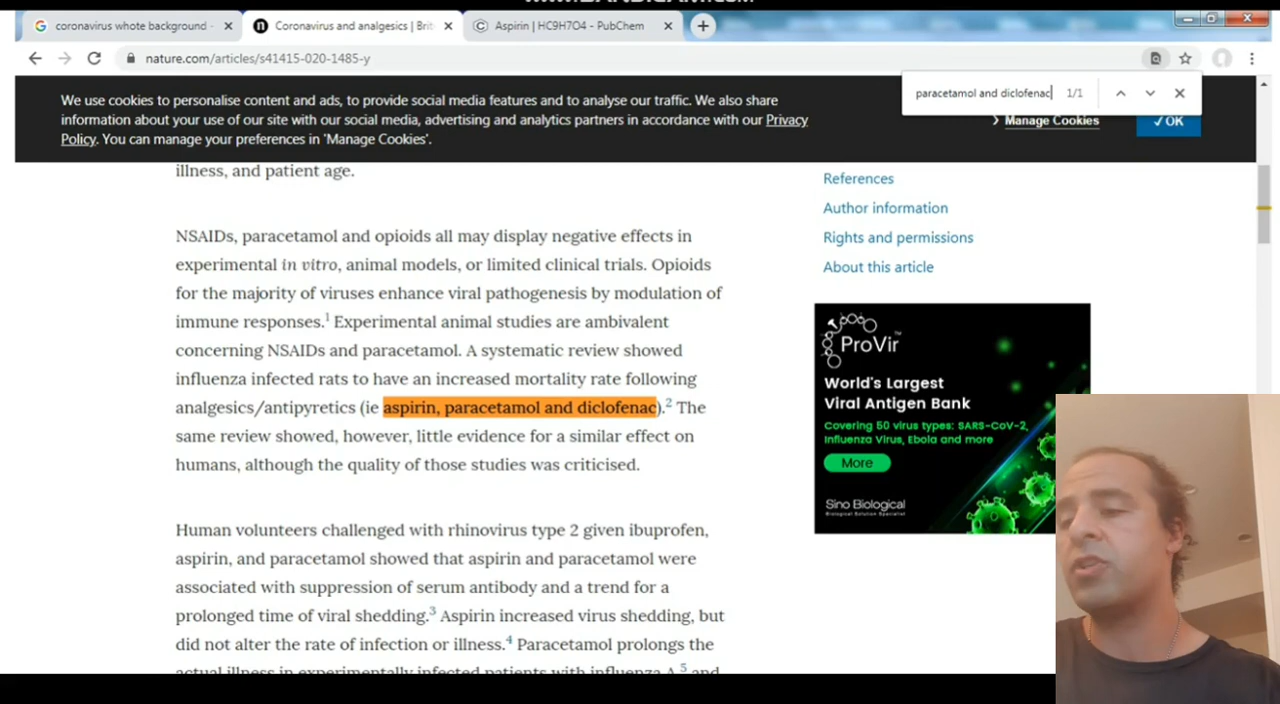 coronavirus whote background -
Coronavirus and analgesics | Brit
Aspirin | HC9H7O4 - PubChem
nature.com/articles/s41415-020-1485-y
paracetamol and diclofenac 1/1
We use cookies to personalise content and ads, to provide social media features and to analyse our traffic. We also
share information about your use of our site with our social media, advertising and analytics partners in accordance with our Privacy
Policy. You can manage your preferences in 'Manage Cookies'.
Manage Cookies
OK
illness, and patient age.
NSAIDs, paracetamol and opioids all may display negative effects in
experimental in vitro, animal models, or limited clinical trials. Opioids
for the majority of viruses enhance viral pathogenesis by modulation of
immune responses.1 Experimental animal studies are ambivalent
concerning NSAIDs and paracetamol. A systematic review showed
influenza infected rats to have an increased mortality rate following
analgesics/antipyretics (ie aspirin, paracetamol and diclofenac).2 The
same review showed, however, little evidence for a similar effect on
humans, although the quality of those studies was criticised.
Human volunteers challenged with rhinovirus type 2 given ibuprofen,
aspirin, and paracetamol showed that aspirin and paracetamol were
associated with suppression of serum antibody and a trend for a
prolonged time of viral shedding.3 Aspirin increased virus shedding, but
did not alter the rate of infection or illness.4 Paracetamol prolongs the
actual illness in experimentally infected patients with influenza A,5 and
References
Author information
Rights and permissions
About this article
ProVir™
World's Largest
Viral Antigen Bank
Covering 50 virus types: SARS-CoV-2,
Influenza Virus, Ebola and more
More
Sino Biological
Biological Solution Specialist